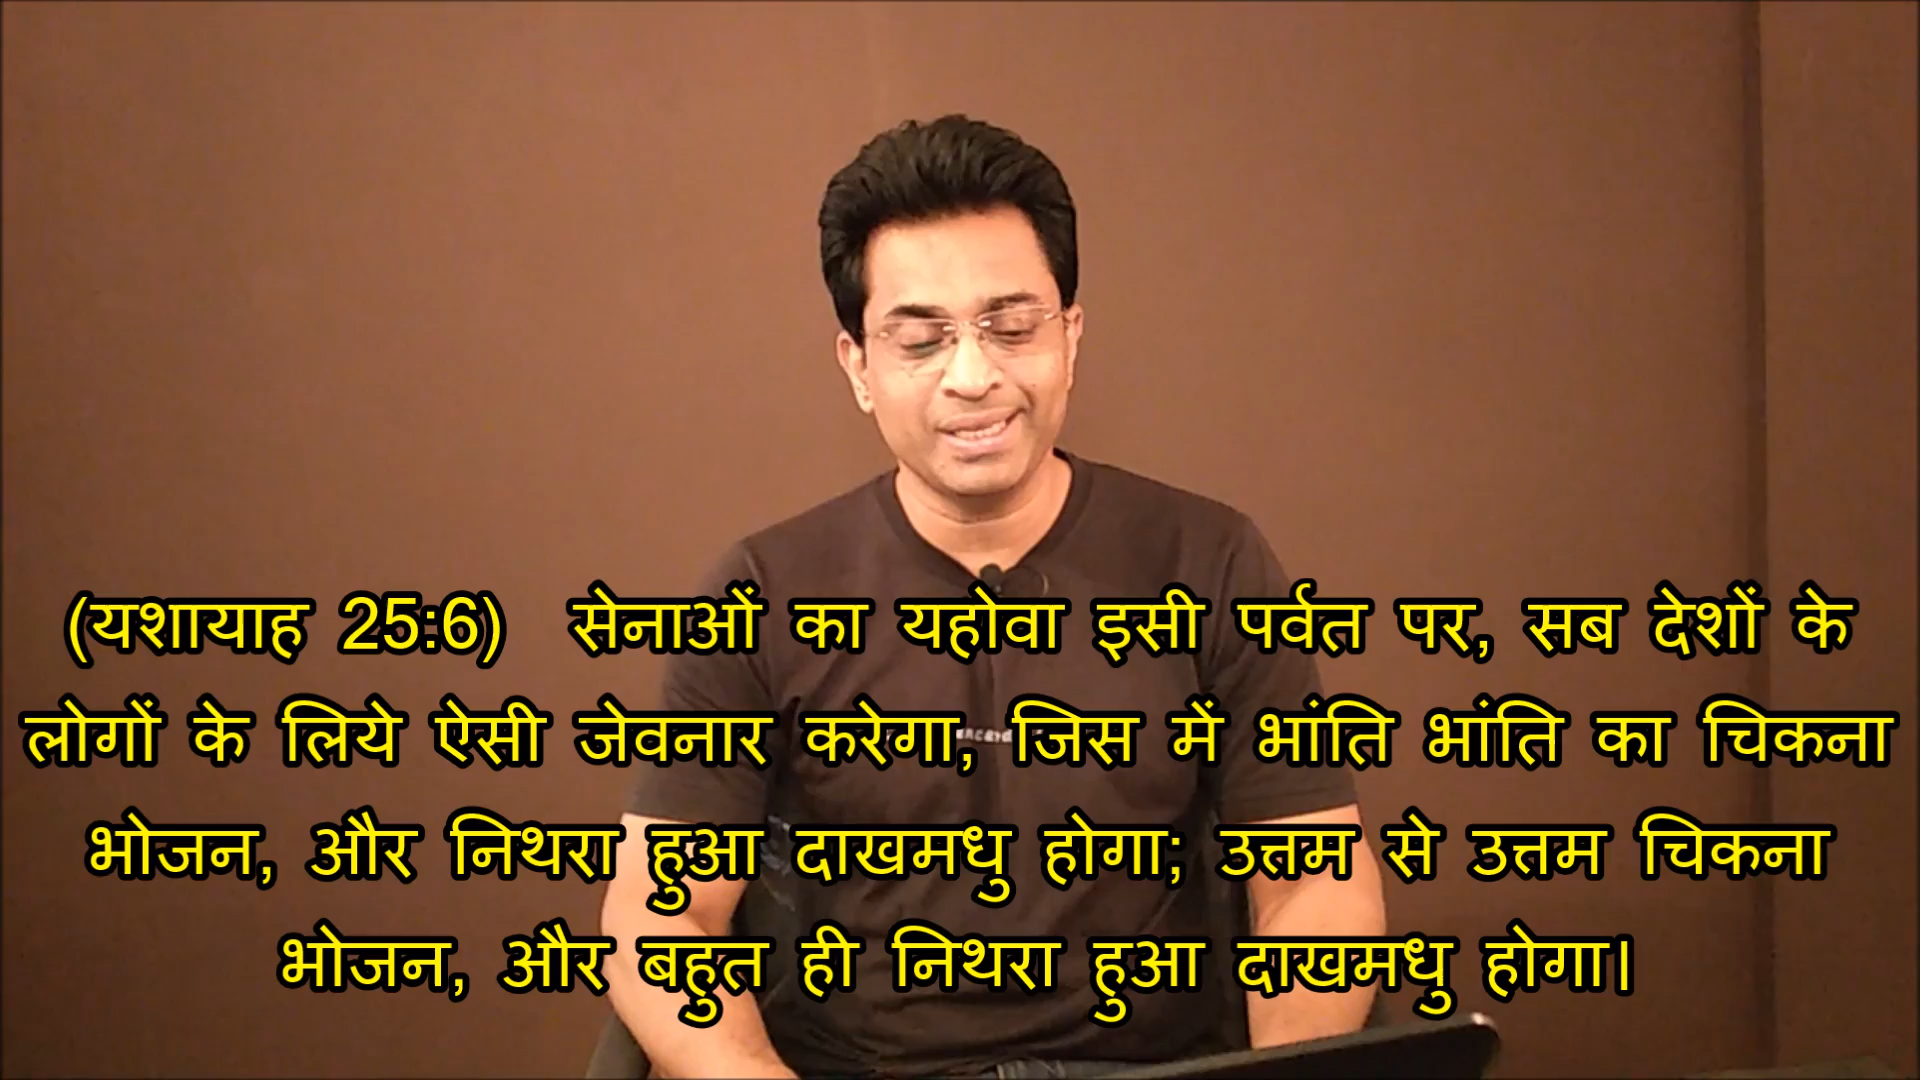 (यशायाह 25:6) सेनाओं का यहोवा इसी पर्वत पर, सब देशों के
लोगों के लिये ऐसी जेवनार करेगा, जिस में भांति भांति का चिकना
भोजन, और निथरा हुआ दाखमधु होगा; उत्तम से उत्तम चिकना
भोजन, और बहुत ही निथरा हुआ दाखमधु होगा।